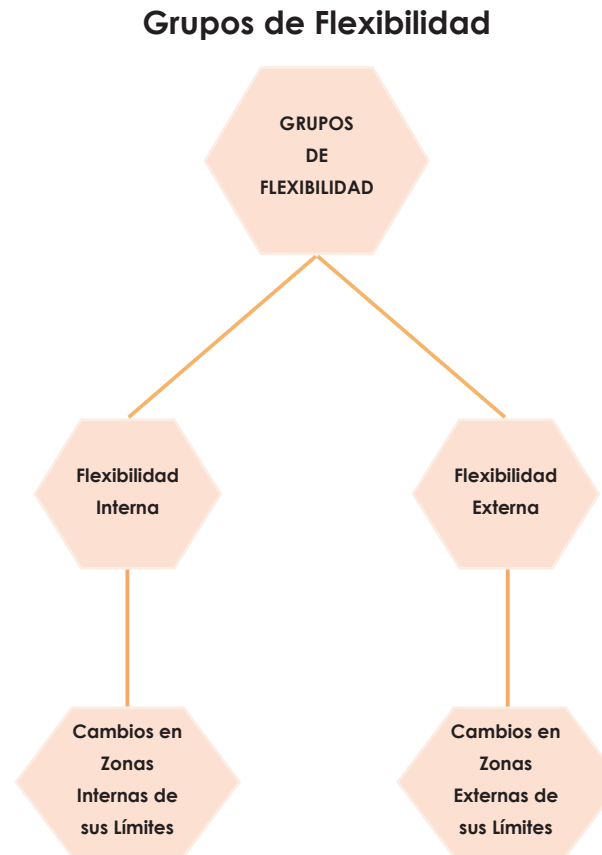 Grupos de Flexibilidad
GRUPOS
DE
FLEXIBILIDAD
Flexibilidad
Interna
Flexibilidad
Externa
Cambios en
Zonas
Internas de
sus Límites
Cambios en
Zonas
Externas de
sus Límites